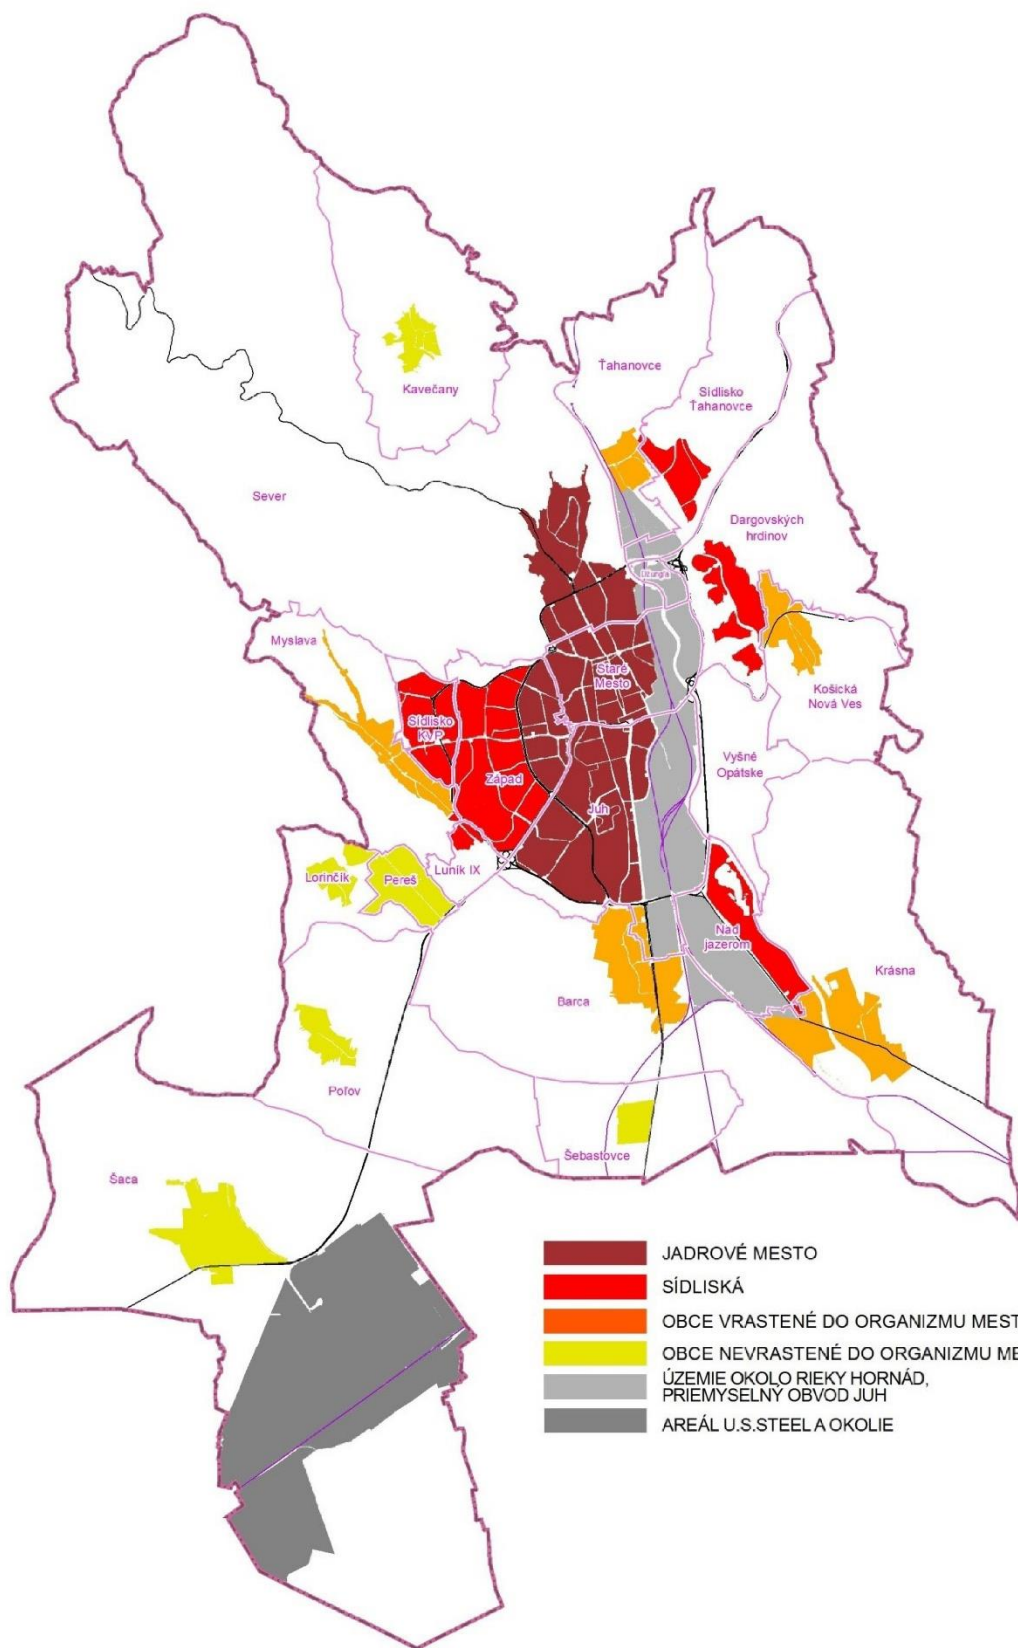 Kavečany
Ťahanovce
Sídlisko
Ťahanovce
Sever
Dargovských
hrdinov
Džungľa
Myslava
Staré
Mesto
Košická
Nová Ves
Sídlisko
KVP
Západ
Vyšné
Opátske
Juh
Lorinčík
Pereš
Luník IX
Nad
jazerom
Krásna
Barca
Poľov
Šebastovce
Šaca
JADROVÉ MESTO
SÍDLISKÁ
OBCE VRASTENÉ DO ORGANIZMU MEST
OBCE NEVRASTENÉ DO ORGANIZMU ME
ÚZEMIE OKOLO RIEKY HORNÁD,
PRIEMYSELNÝ OBVOD JUH
AREÁL U.S.STEEL A OKOLIE